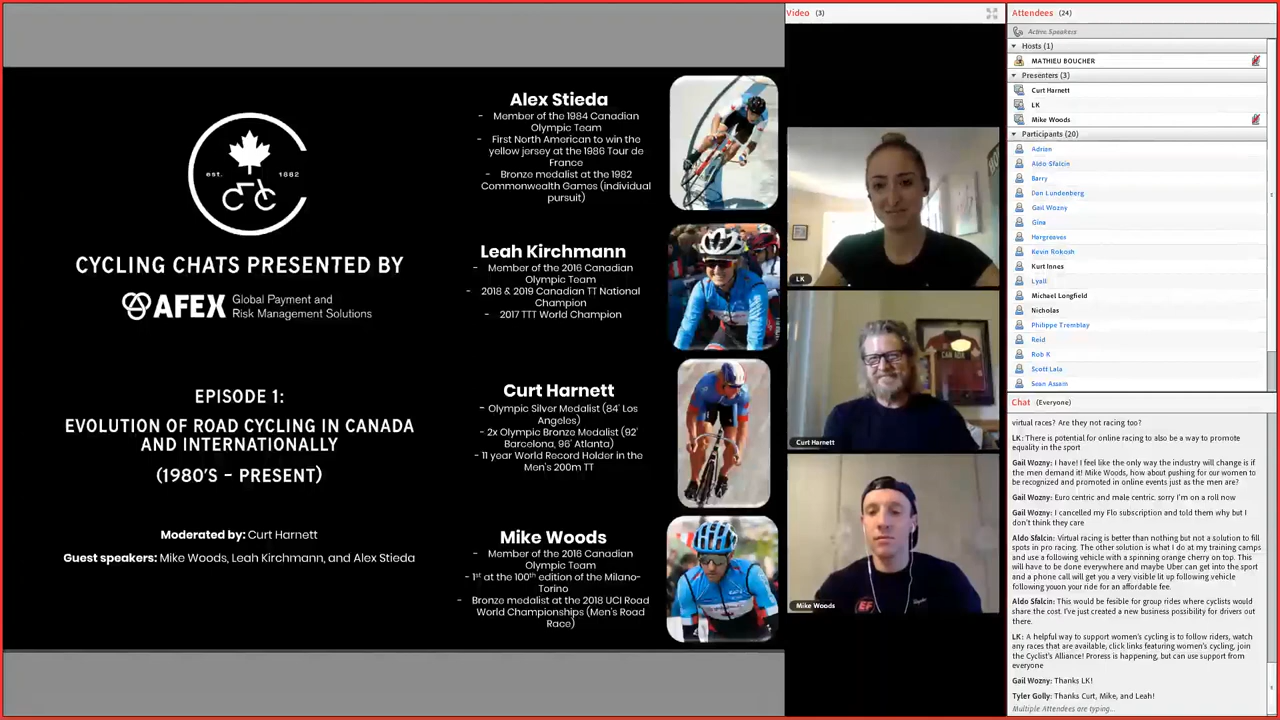 est.
1882
CYCLING CHATS PRESENTED BY
AFEX Global Payment and
Risk Management Solutions
EPISODE 1:
EVOLUTION OF ROAD CYCLING IN CANADA
AND INTERNATIONALLY
(1980'S - PRESENT)
Moderated by: Curt Harnett
Guest speakers: Mike Woods, Leah Kirchmann, and Alex Stieda
Alex Stieda
- Member of the 1984 Canadian
Olympic Team
- First North American to win the
yellow jersey at the 1986 Tour de
France
- Bronze medalist at the 1982
Commonwealth Games (individual
pursuit)
Leah Kirchmann
- Member of the 2016 Canadian
Olympic Team
- 2018 & 2019 Canadian TT National
Champion
- 2017 TTT World Champion
Curt Harnett
- Olympic Silver Medalist (84' Los
Angeles)
- 2x Olympic Bronze Medalist (92'
Barcelona, 96' Atlanta)
- 11 year World Record Holder in the
Men's 200m TT
Mike Woods
- Member of the 2016 Canadian
Olympic Team
- 1st at the 100th edition of the Milano-
Torino
- Bronze medalist at the 2018 UCI Road
World Championships (Men's Road
Race)
Video (3)
LK
CANADA
Curt Harnett
EF
Mike Woods
Attendees (24)
Active Speakers
Hosts (1)
MATHIEU BOUCHER
Presenters (3)
Curt Harnett
LK
Mike Woods
Participants (20)
Adrian
Aldo Sfalcin
Barry
Dan Lundenberg
Gail Wozny
Gina
Hargreaves
Kevin Rokosh
Kurt Innes
Lyall
Michael Longfield
Nicholas
Philippe Tremblay
Reid
Rob K
Scott Lala
Sean Assam
Chat (Everyone)
virtual races? Are they not racing too?
LK: There is potential for online racing to also be a way to promote
equality in the sport
Gail Wozny: I have! I feel like the only way the industry will change is if
the men demand it! Mike Woods, how about pushing for our women to
be recognized and promoted in online events just as the men are?
Gail Wozny: Euro centric and male centric. sorry I'm on a roll now
Gail Wozny: I cancelled my Flo subscription and told them why but I
don't think they care
Aldo Sfalcin: Virtual racing is better than nothing but not a solution to fill
spots in pro racing. The other solution is what I do at my training camps
and use a following vehicle with a spinning orange cherry on top. This
will have to be done everywhere and maybe Uber can get into the sport
and a phone call will get you a very visible lit up following vehicle
following youon your ride for an affordable fee.
Aldo Sfalcin: This would be fesible for group rides where cyclists would
share the cost. I've just created a new business possibility for drivers out
there.
LK: A helpful way to support women's cycling is to follow riders, watch
any races that are available, click links featuring women's cycling, join
the Cyclist's Alliance! Proress is happening, but can use support from
everyone
Gail Wozny: Thanks LK!
Tyler Golly: Thanks Curt, Mike, and Leah!
Multiple Attendees are typing...